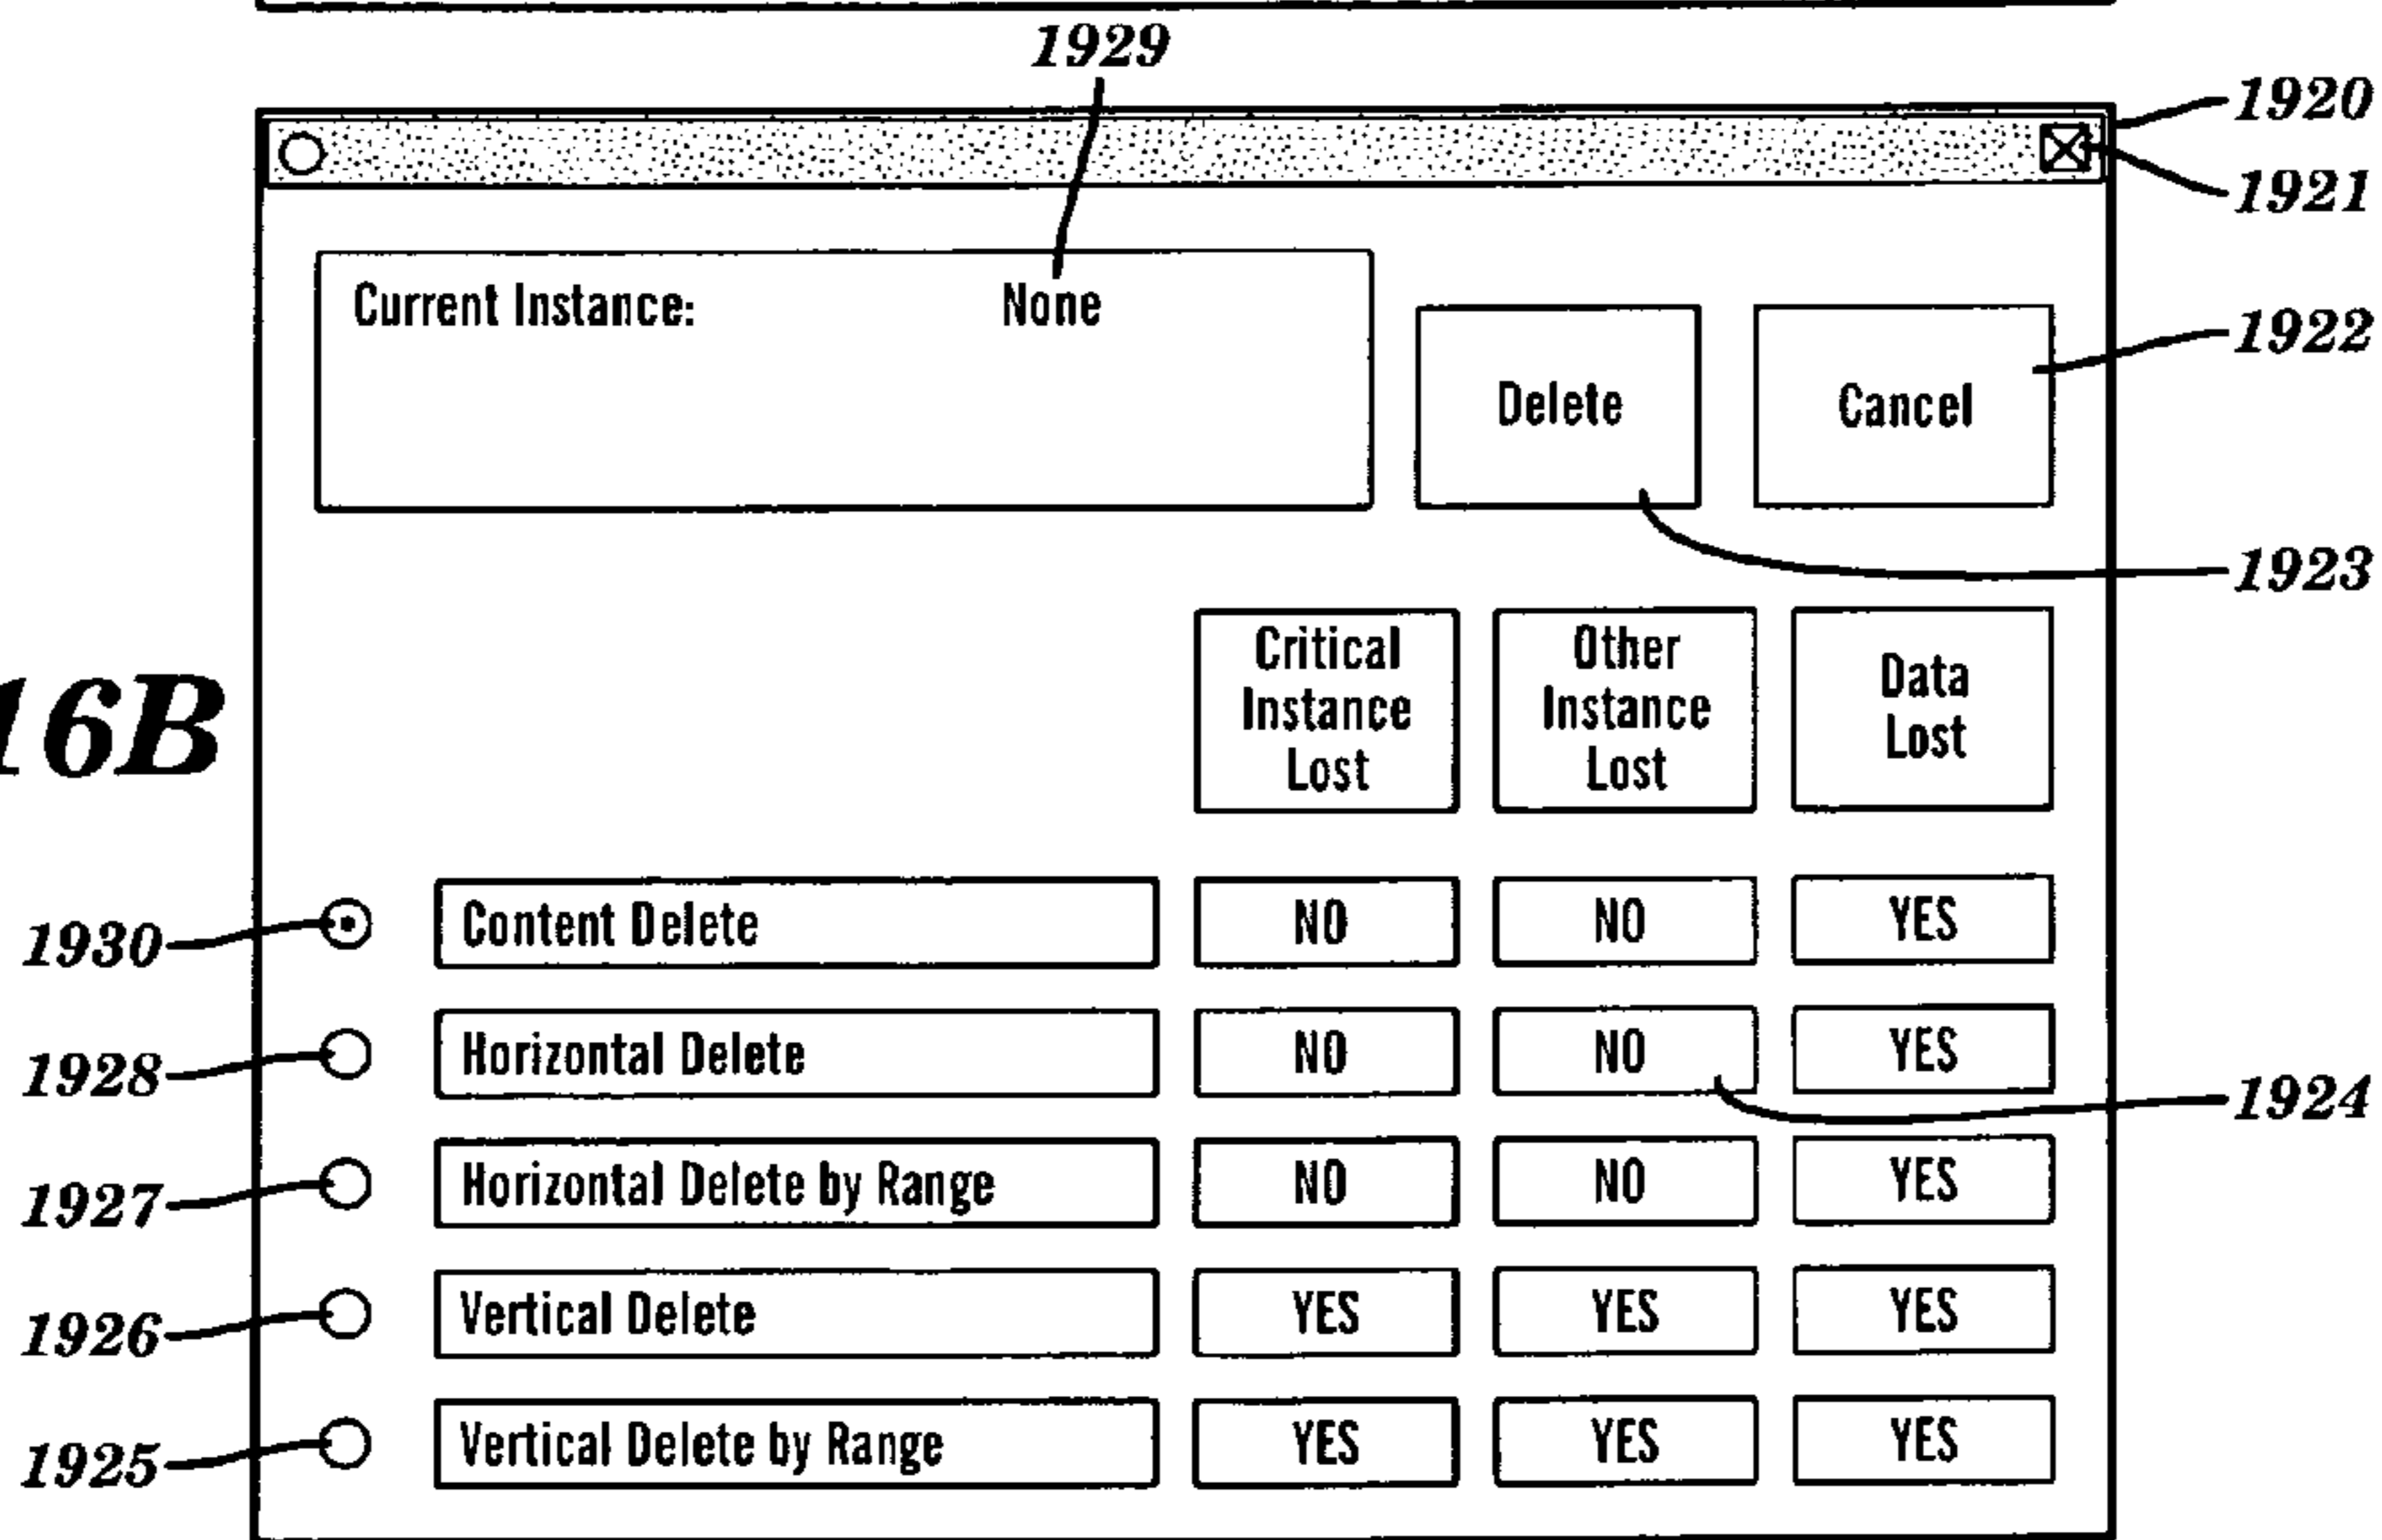 1929
1920
1921
Current Instance: None
1922
Delete
Cancel
1923
Critical
Instance
Lost
Other
Instance
Lost
Data
Lost
16B
1930
Content Delete NO NO YES
1928
Horizontal Delete NO NO YES
1924
1927
Horizontal Delete by Range NO NO YES
1926
Vertical Delete YES YES YES
1925
Vertical Delete by Range YES YES YES